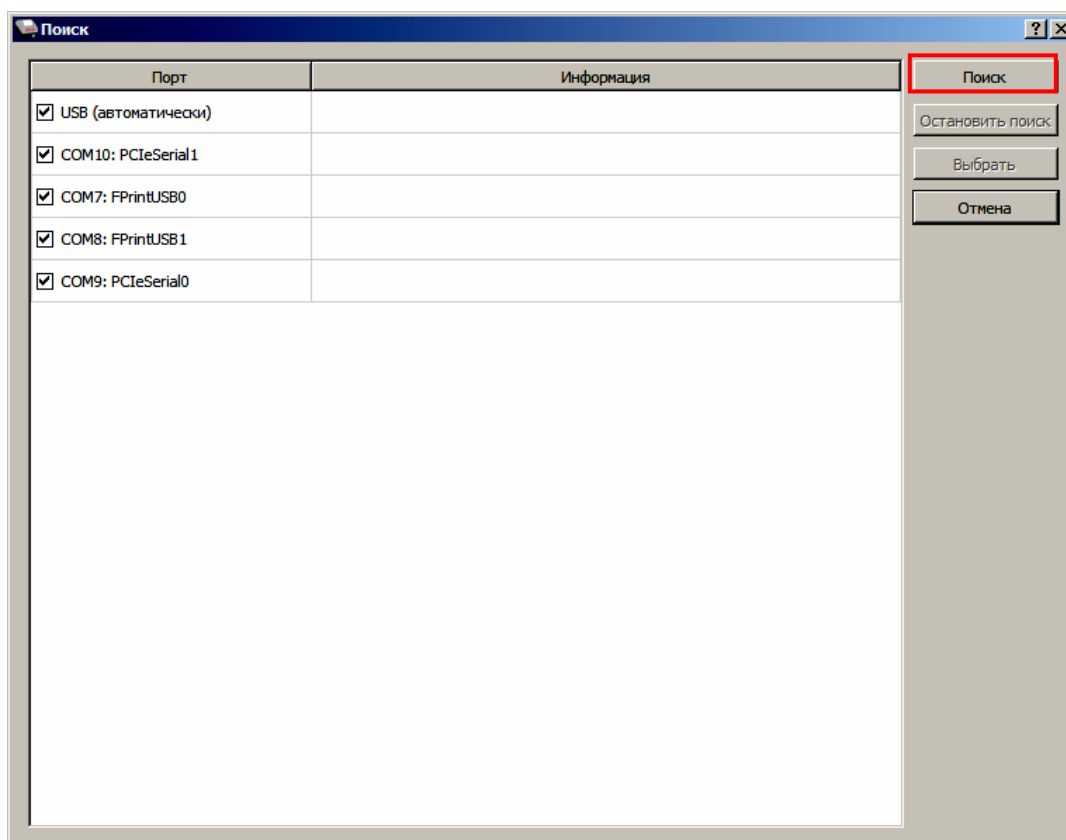 Поиск
Порт Информация
USB (автоматически)
COM10: PCIeSerial1
COM7: FPrintUSB0
COM8: FPrintUSB1
COM9: PCIeSerial0
Поиск
Остановить поиск
Выбрать
Отмена